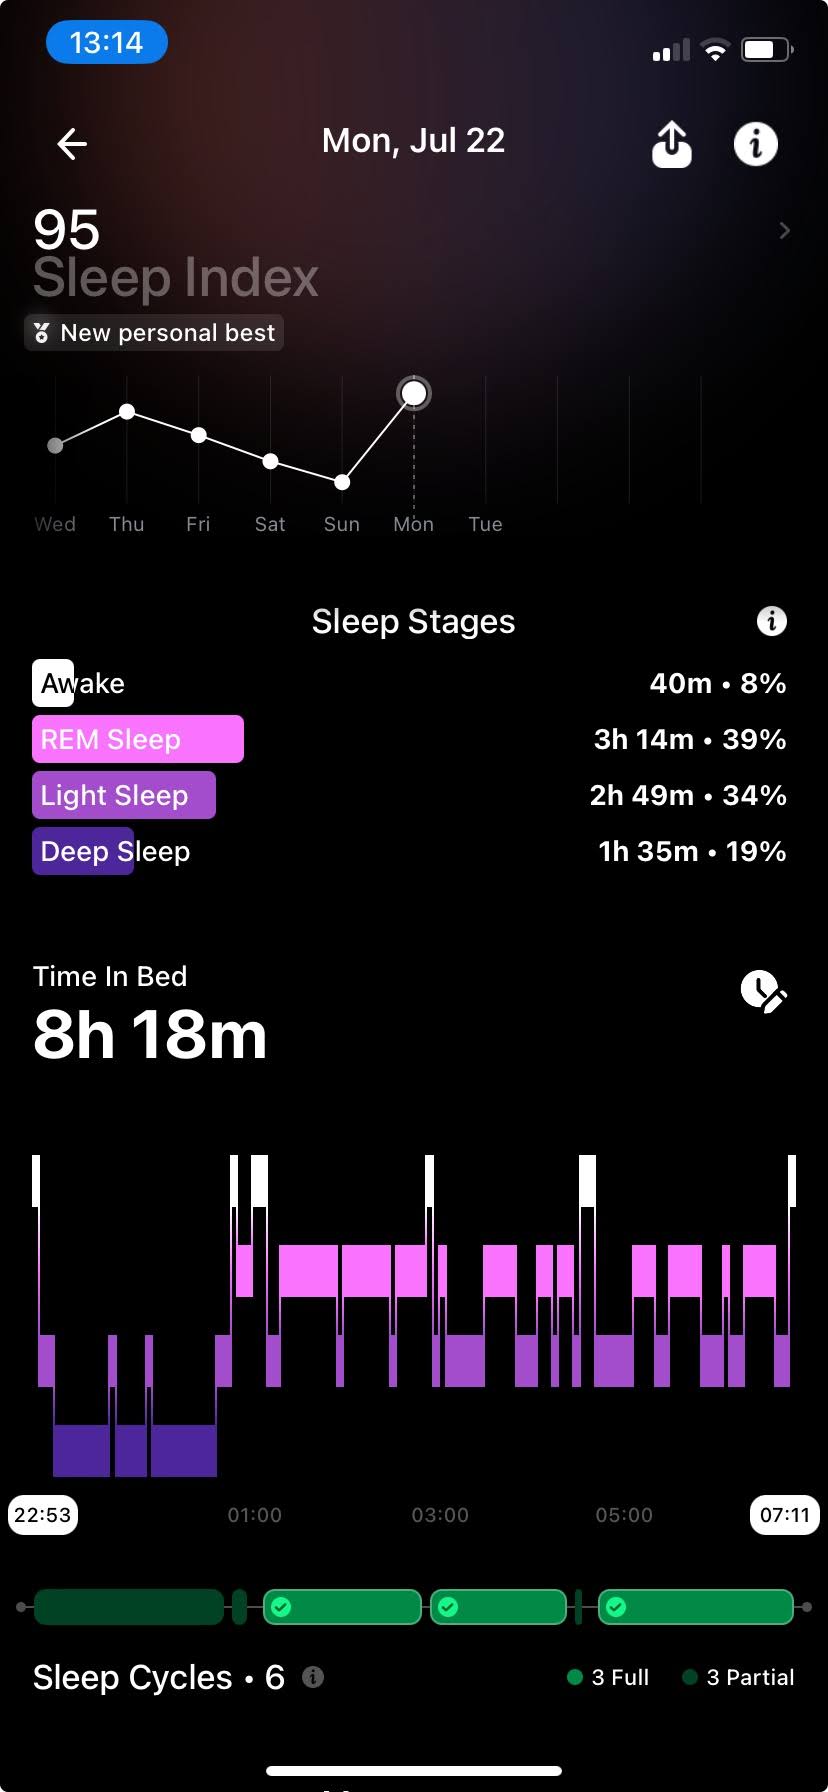 13:14
Mon, Jul 22
95
Sleep Index
New personal best
Wed Thu Fri Sat Sun Mon Tue
Sleep Stages
Awake 40m • 8%
REM Sleep 3h 14m • 39%
Light Sleep 2h 49m • 34%
Deep Sleep 1h 35m • 19%
Time In Bed
8h 18m
22:53 01:00 03:00 05:00 07:11
Sleep Cycles • 6 3 Full 3 Partial